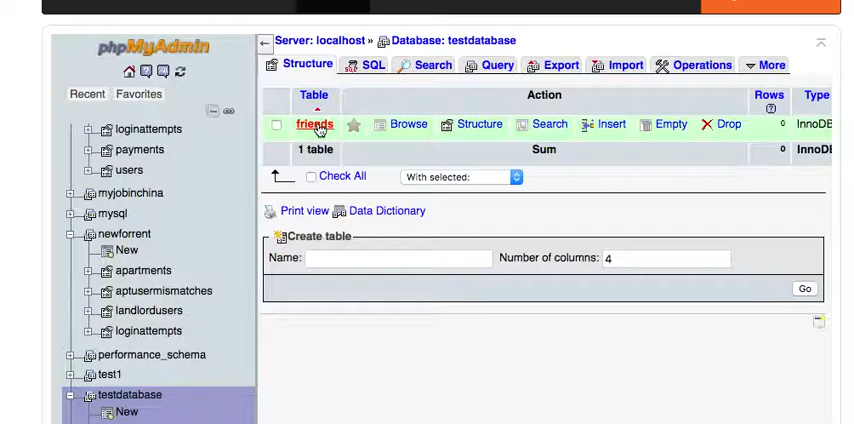 phpMyAdmin
Recent Favorites
loginattempts
payments
users
myjobinchina
mysql
newforrent
New
apartments
aptusermismatches
landlordusers
loginattempts
performance_schema
test1
testdatabase
New
Server: localhost » Database: testdatabase
Structure SQL Search Query Export Import Operations More
Table Action Rows Type
friends Browse Structure Search Insert Empty Drop 0 InnoDB
1 table Sum 0 InnoDB
Check All With selected:
Print view Data Dictionary
Create table
Name: Number of columns: 4
Go